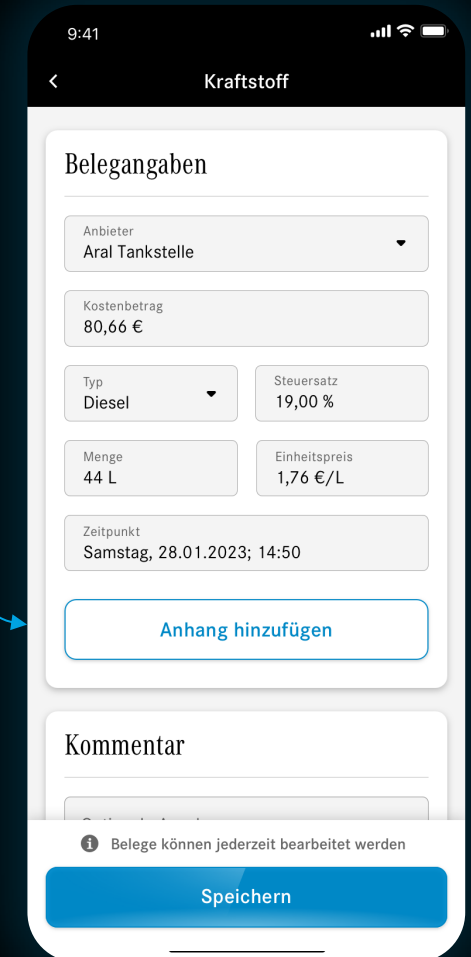 9:41
Kraftstoff
Belegangaben
Anbieter
Aral Tankstelle
Kostenbetrag
80,66 €
Typ
Diesel
Steuersatz
19,00 %
Menge
44 L
Einheitspreis
1,76 €/L
Zeitpunkt
Samstag, 28.01.2023; 14:50
Anhang hinzufügen
Kommentar
Belege können jederzeit bearbeitet werden
Speichern